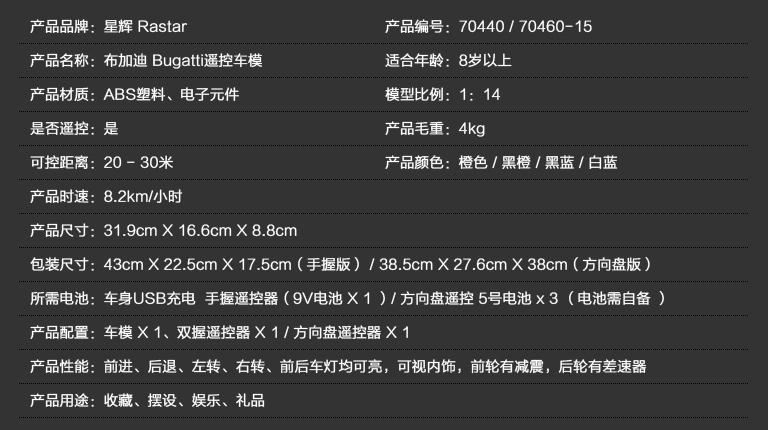 产品品牌：星辉 Rastar 产品编号：70440 / 70460-15
产品名称：布加迪 Bugatti遥控车模 适合年龄：8岁以上
产品材质：ABS塑料、电子元件 模型比例：1：14
是否遥控：是 产品毛重：4kg
可控距离：20 - 30米 产品颜色：橙色 / 黑橙 / 黑蓝 / 白蓝
产品时速：8.2km/小时
产品尺寸：31.9cm X 16.6cm X 8.8cm
包装尺寸：43cm X 22.5cm X 17.5cm（手握版）/ 38.5cm X 27.6cm X 38cm（方向盘版）
所需电池：车身USB充电 手握遥控器（9V电池 X 1 ）/ 方向盘遥控 5号电池 x 3（ 电池需自备 ）
产品配置：车模 X 1、双握遥控器 X 1 / 方向盘遥控器 X 1
产品性能：前进、后退、左转、右转、前后车灯均可亮，可视内饰，前轮有减震，后轮有差速器
产品用途：收藏、摆设、娱乐、礼品